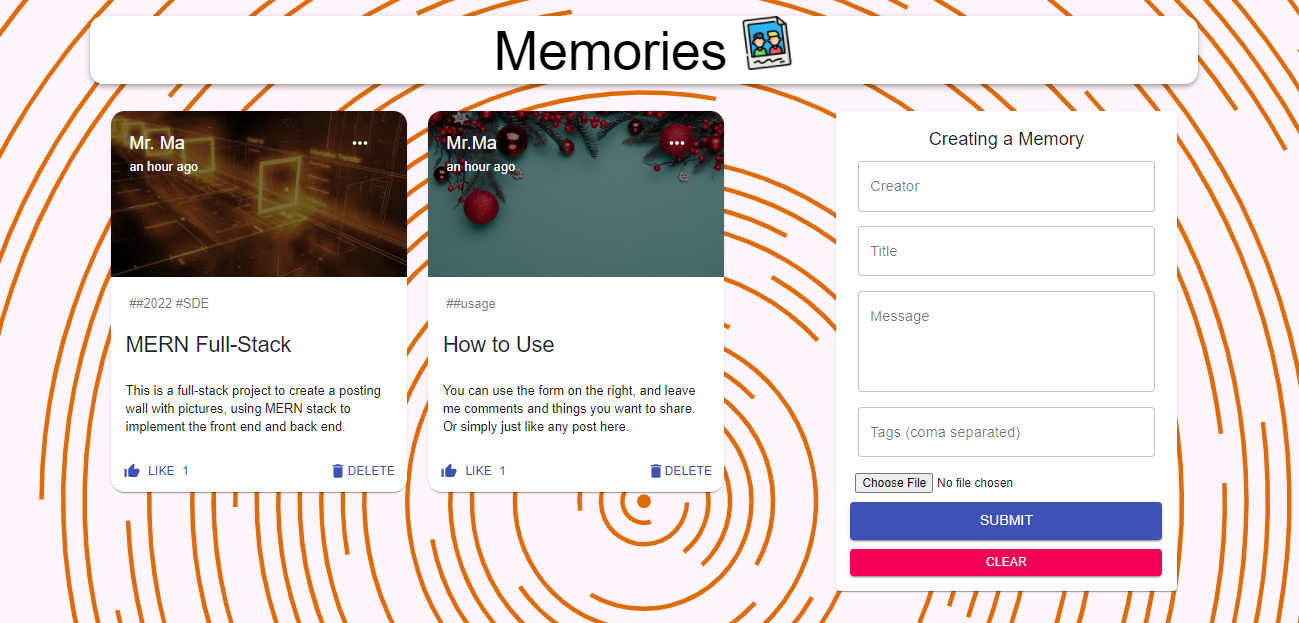 Memories
Mr. Ma
an hour ago
##2022 #SDE
MERN Full-Stack
This is a full-stack project to create a posting
wall with pictures, using MERN stack to
implement the front end and back end.
LIKE 1
DELETE
Mr.Ma
an hour ago
##usage
How to Use
You can use the form on the right, and leave
me comments and things you want to share.
Or simply just like any post here.
LIKE 1
DELETE
Creating a Memory
Creator
Title
Message
Tags (coma separated)
Choose File No file chosen
SUBMIT
CLEAR